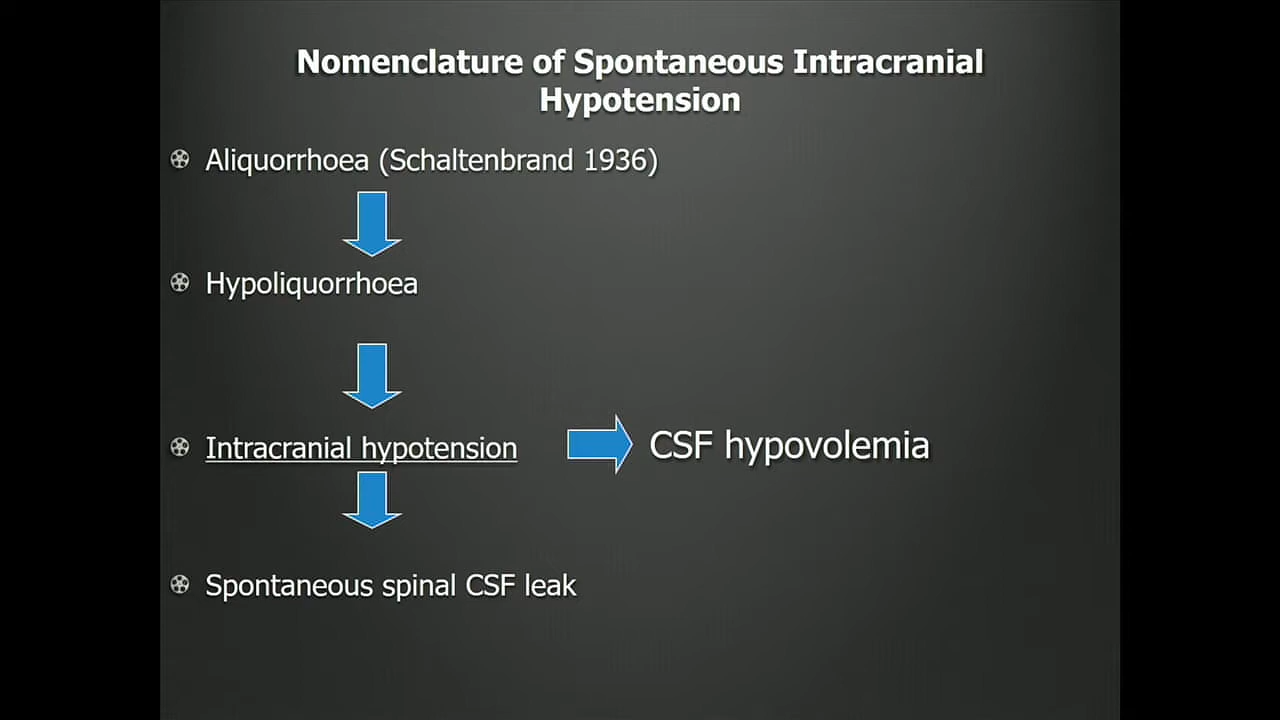 Nomenclature of Spontaneous Intracranial
Hypotension
Aliquorrhoea (Schaltenbrand 1936)
Hypoliquorrhoea
Intracranial hypotension
CSF hypovolemia
Spontaneous spinal CSF leak